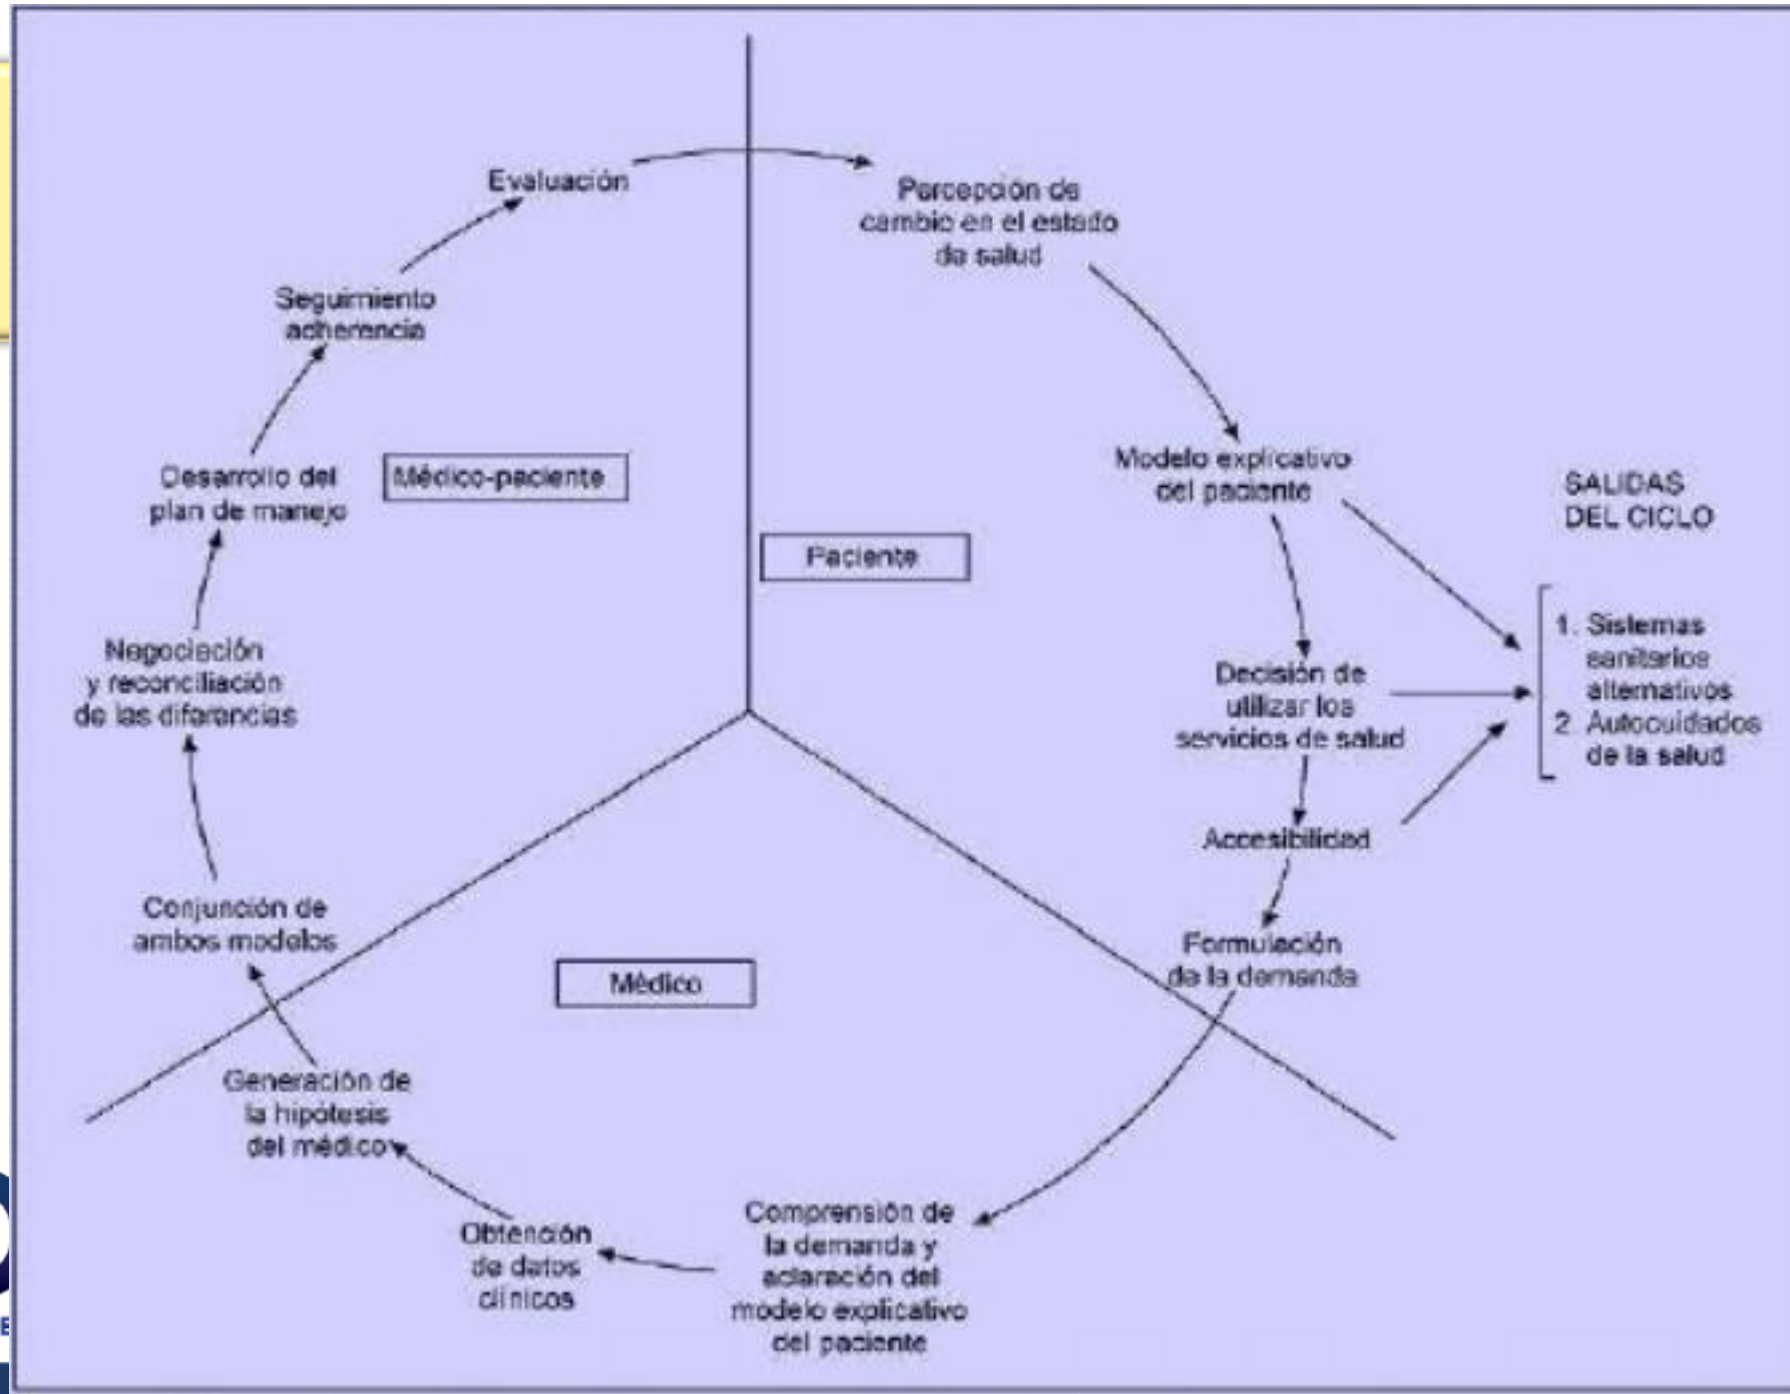 Evaluación
Percepción de
cambio en el estado
de salud
Seguimiento
adherencia
Modelo explicativo
del paciente
SALIDAS
DEL CICLO
Desarrollo del
plan de manejo
Médico-paciente
Paciente
1. Sistemas
sanitarios
alternativos
2. Autocuidados
de la salud
Negociación
y reconciliación
de las diferencias
Decisión de
utilizar los
servicios de salud
Accesibilidad
Conjunción de
ambos modelos
Formulación
de la demanda
Médico
Generación de
la hipótesis
del médico
Obtención
de datos
clínicos
Comprensión de
la demanda y
aclaración del
modelo explicativo
del paciente